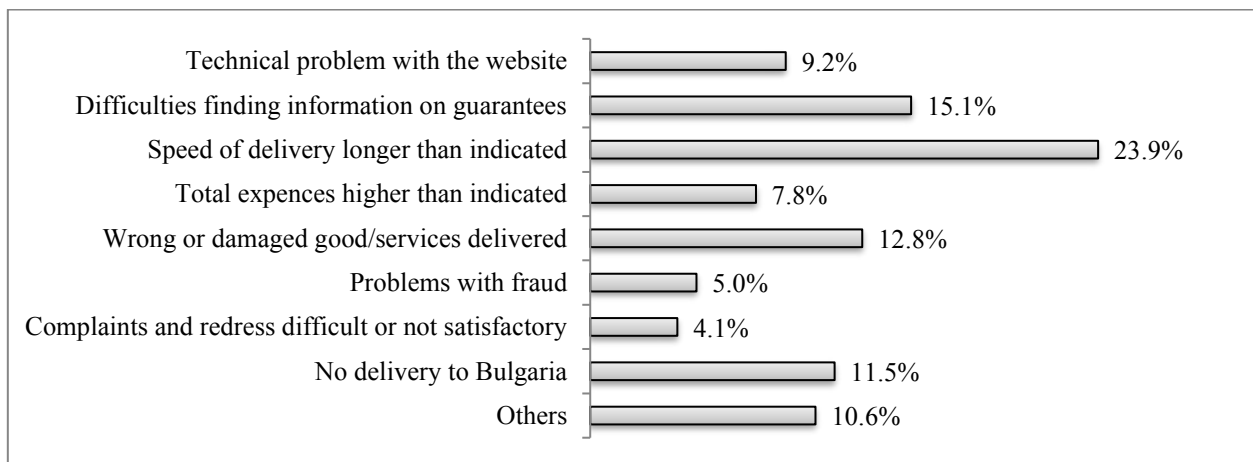 Technical problem with the website 9.2%
Difficulties finding information on guarantees 15.1%
Speed of delivery longer than indicated 23.9%
Total expences higher than indicated 7.8%
Wrong or damaged good/services delivered 12.8%
Problems with fraud 5.0%
Complaints and redress difficult or not satisfactory 4.1%
No delivery to Bulgaria 11.5%
Others 10.6%